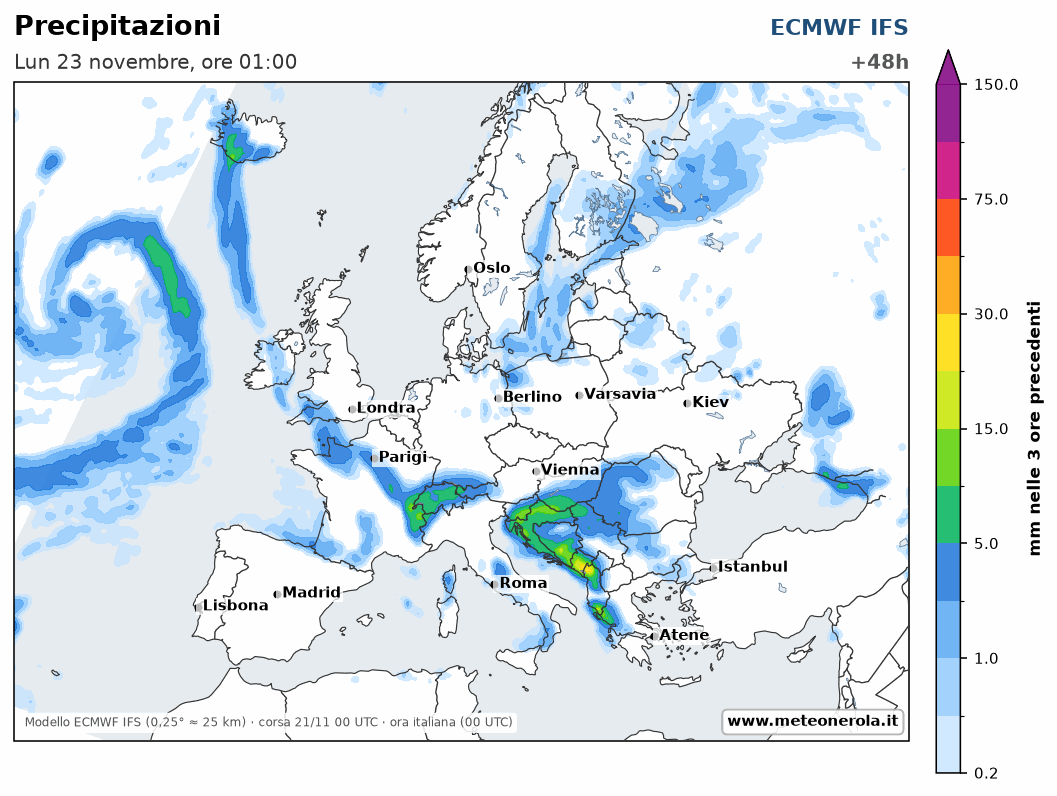 Precipitazioni
ECMWF IFS
Lun 23 novembre, ore 01:00
+48h
150.0
75.0
30.0
15.0
5.0
1.0
0.2
mm nelle 3 ore precedenti
Oslo
Berlino
Varsavia
Kiev
Londra
Parigi
Vienna
Istanbul
Roma
Madrid
Lisbona
Atene
Modello ECMWF IFS (0,25° ≈ 25 km) · corsa 21/11 00 UTC · ora italiana (00 UTC)
www.meteonerola.it